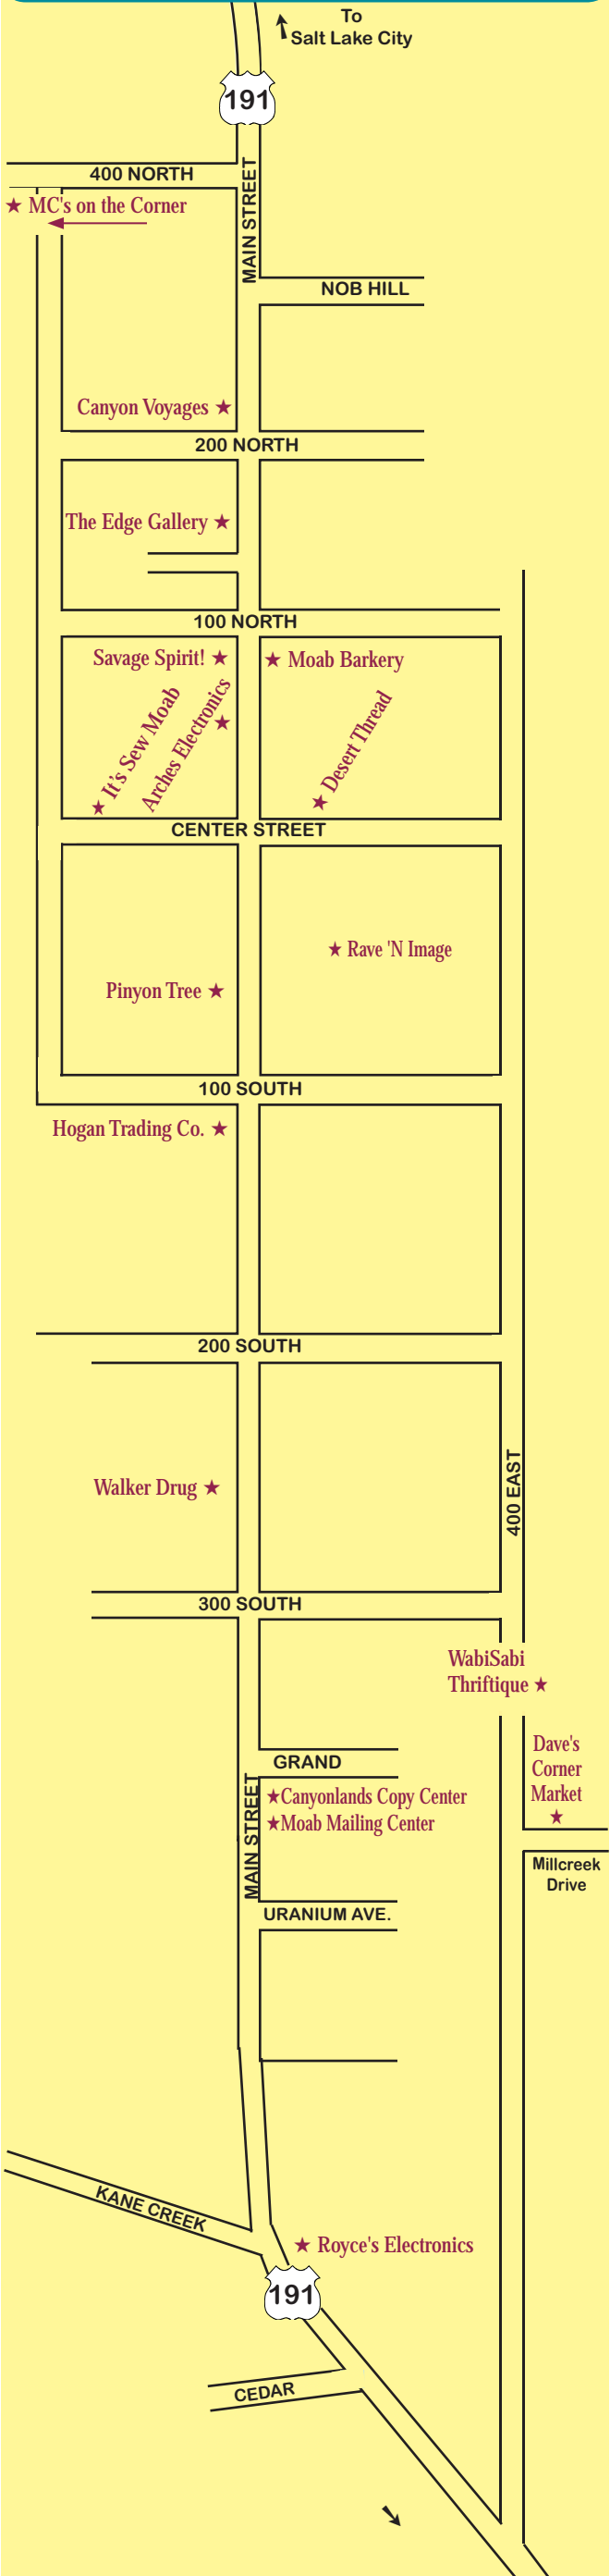 To
Salt Lake City
191
400 NORTH
MAIN STREET
★ MC's on the Corner
NOB HILL
Canyon Voyages ★
200 NORTH
The Edge Gallery ★
100 NORTH
Savage Spirit! ★
★ Moab Barkery
★ It's Sew Moab
Arches Electronics ★
★ Desert Thread
CENTER STREET
★ Rave 'N Image
Pinyon Tree ★
100 SOUTH
Hogan Trading Co. ★
200 SOUTH
Walker Drug ★
400 EAST
300 SOUTH
WabiSabi
Thriftique ★
Dave's
Corner
Market
★
GRAND
MAIN STREET
★Canyonlands Copy Center
★Moab Mailing Center
Millcreek
Drive
URANIUM AVE.
KANE CREEK
★ Royce's Electronics
191
CEDAR